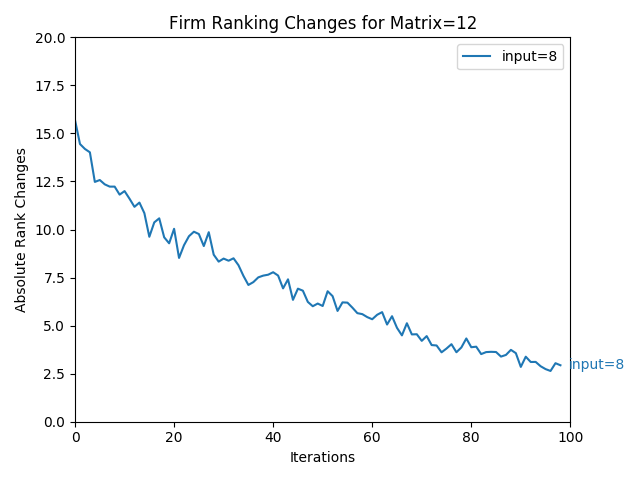 Firm Ranking Changes for Matrix=12
Absolute Rank Changes
20.0
17.5
15.0
12.5
10.0
7.5
5.0
2.5
0.0
input=8
input=8
0 20 40 60 80 100
Iterations